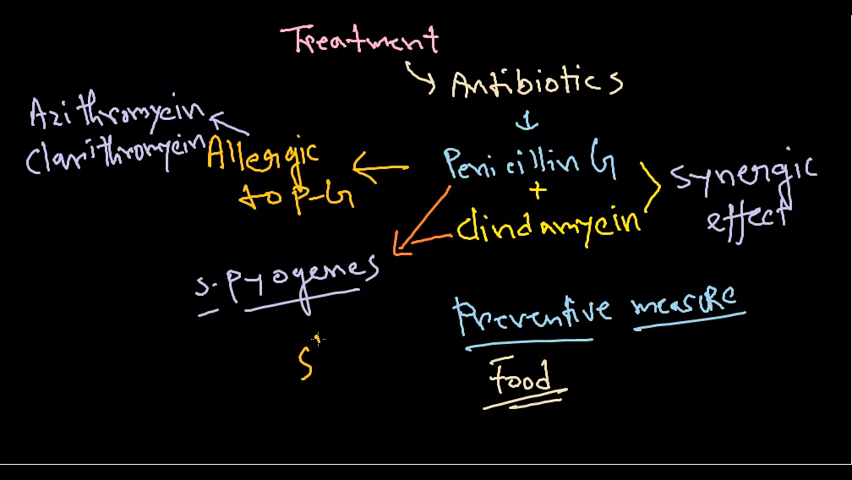 Treatment
Antibiotics
Azithromycin
Clarithromycin
Allergic
to P-G
Penicillin G
+
Clindamycin
Synergic
effect
S. pyogenes
Preventive measure
Food
S